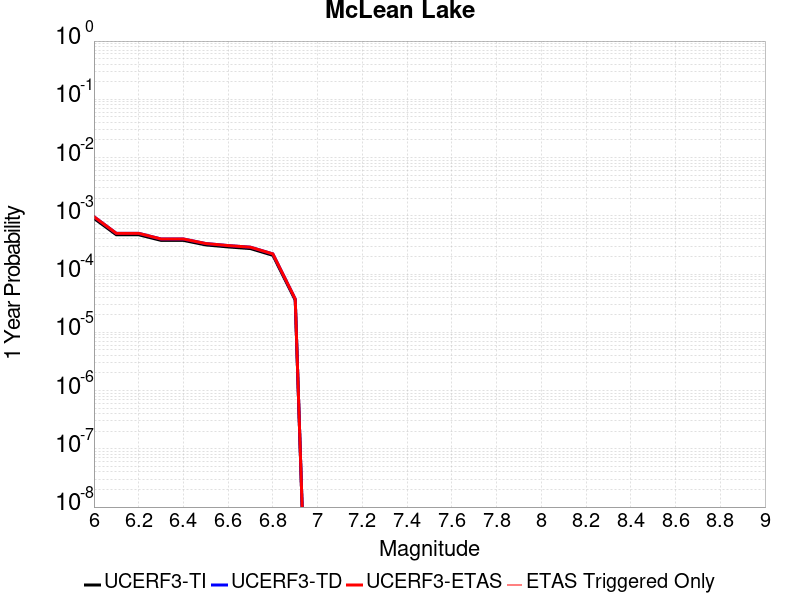 McLean Lake
1 Year Probability
10^0
10^-1
10^-2
10^-3
10^-4
10^-5
10^-6
10^-7
10^-8
6 6.2 6.4 6.6 6.8 7 7.2 7.4 7.6 7.8 8 8.2 8.4 8.6 8.8 9
Magnitude
UCERF3-TI UCERF3-TD UCERF3-ETAS ETAS Triggered Only